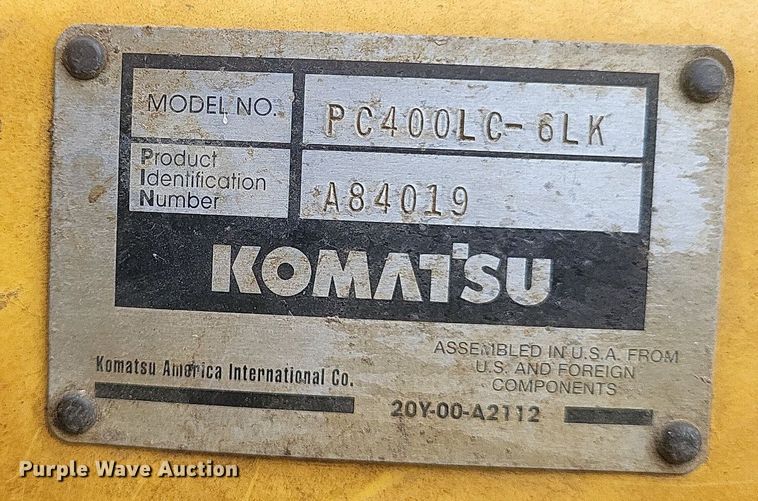 MODEL NO.
PC400LC-6LK
Product
Identification
Number
A84019
KOMATSU
Komatsu America International Co.
ASSEMBLED IN U.S.A. FROM
U.S. AND FOREIGN
COMPONENTS
20Y-00-A2112
Purple Wave Auction